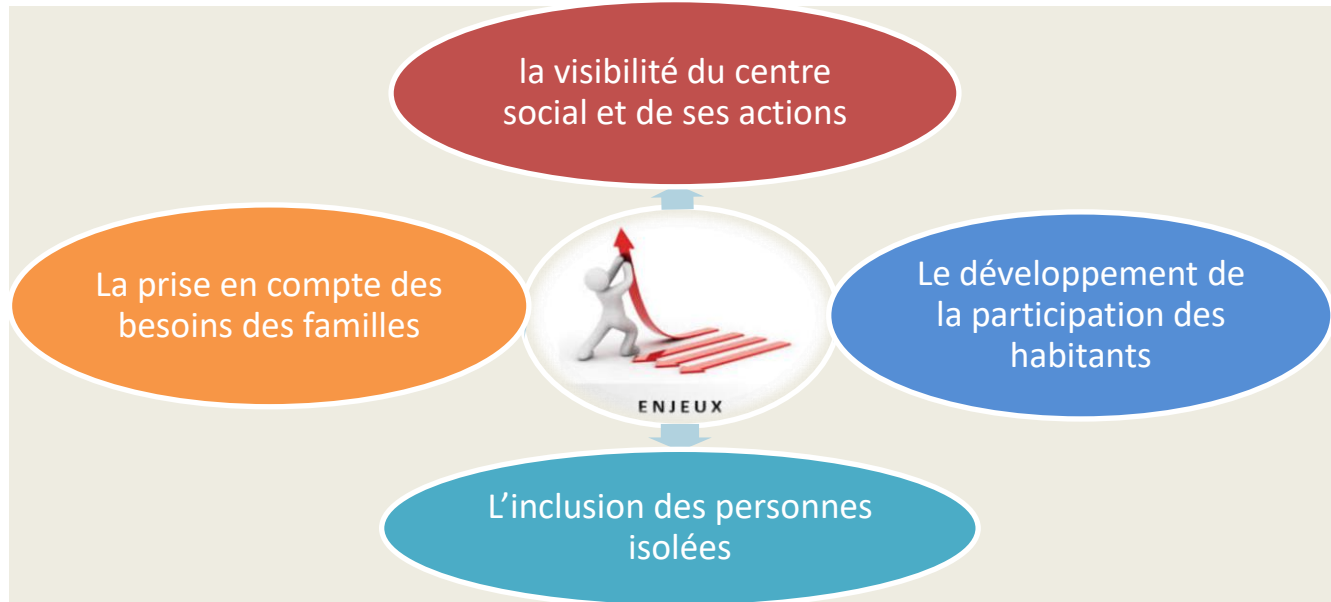 la visibilité du centre
social et de ses actions
La prise en compte des
besoins des familles
ENJEUX
Le développement de
la participation des
habitants
L’inclusion des personnes
isolées